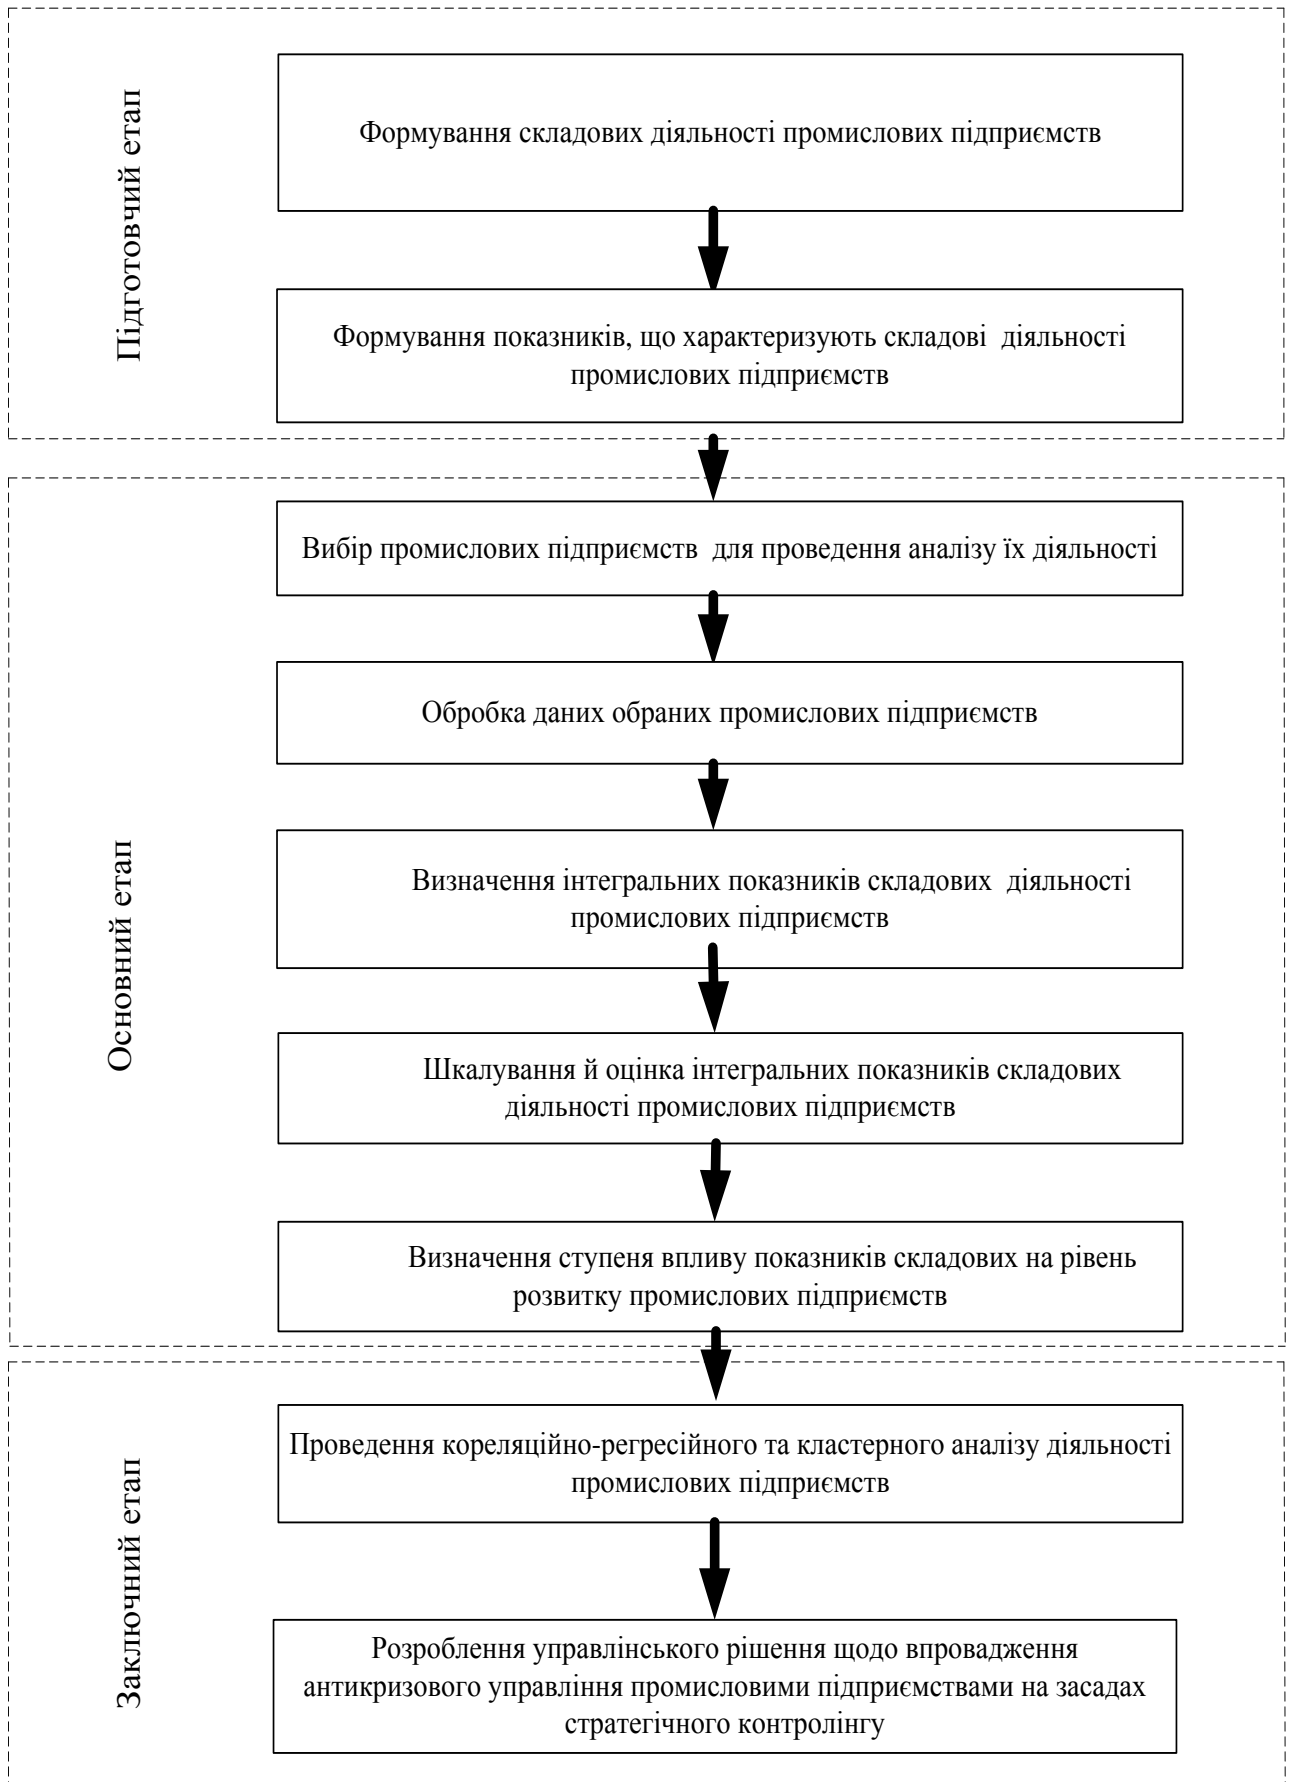 Підготовчий етап
Формування складових діяльності промислових підприємств
Формування показників, що характеризують складові діяльності
промислових підприємств
Основний етап
Вибір промислових підприємств для проведення аналізу їх діяльності
Обробка даних обраних промислових підприємств
Визначення інтегральних показників складових діяльності
промислових підприємств
Шкалування й оцінка інтегральних показників складових
діяльності промислових підприємств
Визначення ступеня впливу показників складових на рівень
розвитку промислових підприємств
Заключний етап
Проведення кореляційно-регресійного та кластерного аналізу діяльності
промислових підприємств
Розроблення управлінського рішення щодо впровадження
антикризового управління промисловими підприємствами на засадах
стратегічного контролінгу